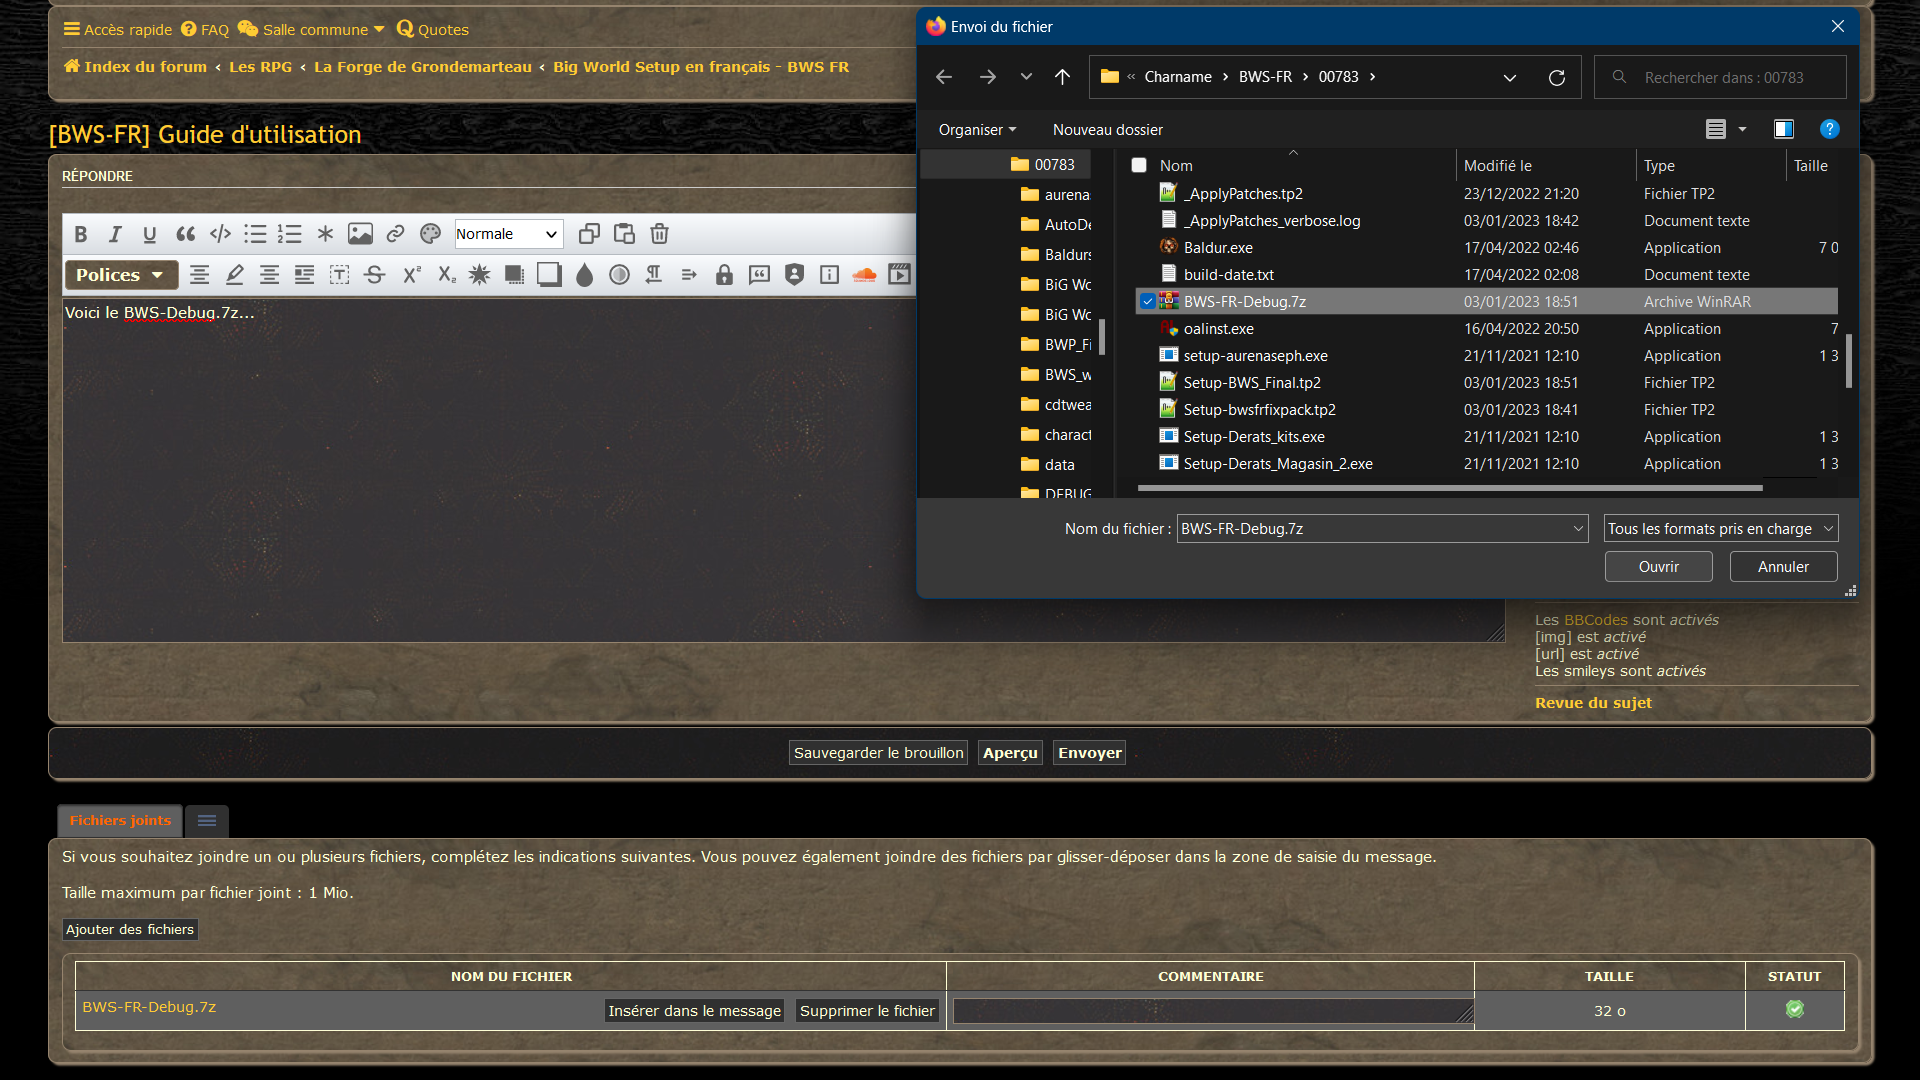 Accès rapide FAQ Salle commune Quotes
Index du forum ‹ Les RPG ‹ La Forge de Grondemarteau ‹ Big World Setup en français - BWS FR
[BWS-FR] Guide d'utilisation
RÉPONDRE
Normale
Polices
Voici le BWS-Debug.7z...
Envoi du fichier
« Charname › BWS-FR › 00783 ›
Rechercher dans : 00783
Organiser Nouveau dossier
00783
aurena
AutoDe
Baldurs
BiG Wo
BiG Wo
BWP_Fi
BWS_w
cdtwea
charact
data
DEBUG
Nom Modifié le Type Taille
_ApplyPatches.tp2 23/12/2022 21:20 Fichier TP2
_ApplyPatches_verbose.log 03/01/2023 18:42 Document texte
Baldur.exe 17/04/2022 02:46 Application 7 0
build-date.txt 17/04/2022 02:08 Document texte
BWS-FR-Debug.7z 03/01/2023 18:51 Archive WinRAR
oalinst.exe 16/04/2022 20:50 Application 7
setup-aurenaseph.exe 21/11/2021 12:10 Application 1 3
Setup-BWS_Final.tp2 03/01/2023 18:51 Fichier TP2
Setup-bwsfrfixpack.tp2 03/01/2023 18:41 Fichier TP2
Setup-Derats_kits.exe 21/11/2021 12:10 Application 1 3
Setup-Derats_Magasin_2.exe 21/11/2021 12:10 Application 1 3
Nom du fichier : BWS-FR-Debug.7z Tous les formats pris en charge
Ouvrir Annuler
Les BBCodes sont activés
[img] est activé
[url] est activé
Les smileys sont activés
Revue du sujet
Sauvegarder le brouillon Aperçu Envoyer
Fichiers joints
Si vous souhaitez joindre un ou plusieurs fichiers, complétez les indications suivantes. Vous pouvez également joindre des fichiers par glisser-déposer dans la zone de saisie du message.
Taille maximum par fichier joint : 1 Mio.
Ajouter des fichiers
NOM DU FICHIER COMMENTAIRE TAILLE STATUT
BWS-FR-Debug.7z Insérer dans le message Supprimer le fichier 32 o